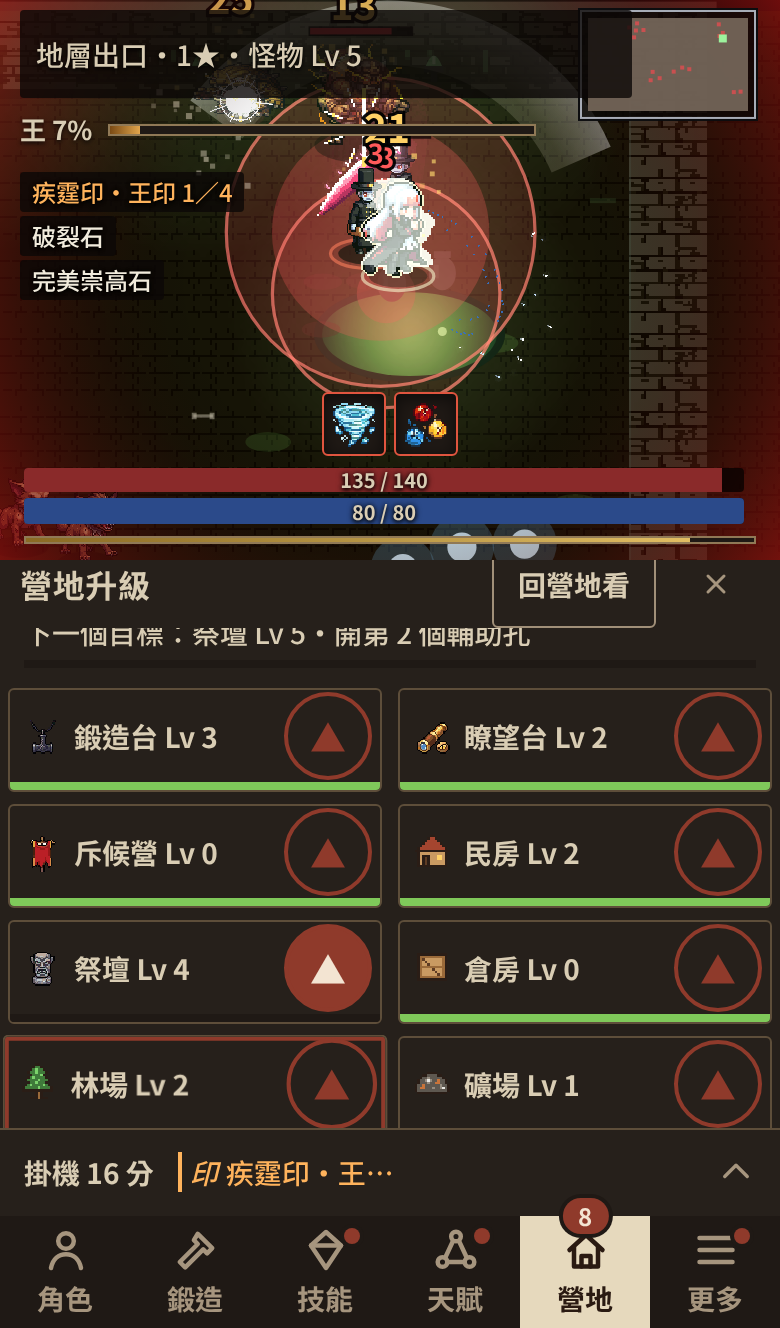 25 13
地層出口・1★・怪物 Lv 5
王 7%
21
33
疾霆印・王印 1／4
破裂石
完美崇高石
135 / 140
80 / 80
營地升級
回營地看
×
下一個目標：祭壇 Lv 5・開第 2 個輔助孔
鍛造台 Lv 3
瞭望台 Lv 2
斥候營 Lv 0
民房 Lv 2
祭壇 Lv 4
倉房 Lv 0
林場 Lv 2
礦場 Lv 1
掛機 16 分
印 疾霆印・王…
8
角色
鍛造
技能
天賦
營地
更多